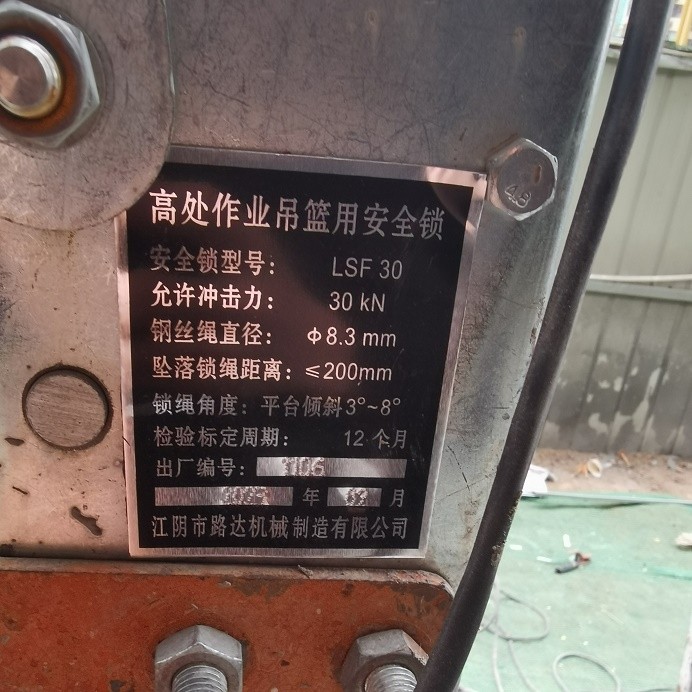 高处作业吊篮用安全锁
安全锁型号： LSF 30
允许冲击力： 30 kN
钢丝绳直径： φ8.3 mm
坠落锁绳距离：≤200mm
锁绳角度：平台倾斜3°~8°
检验标定周期： 12 个月
出厂编号：
年 月
江阴市路达机械制造有限公司
4.8